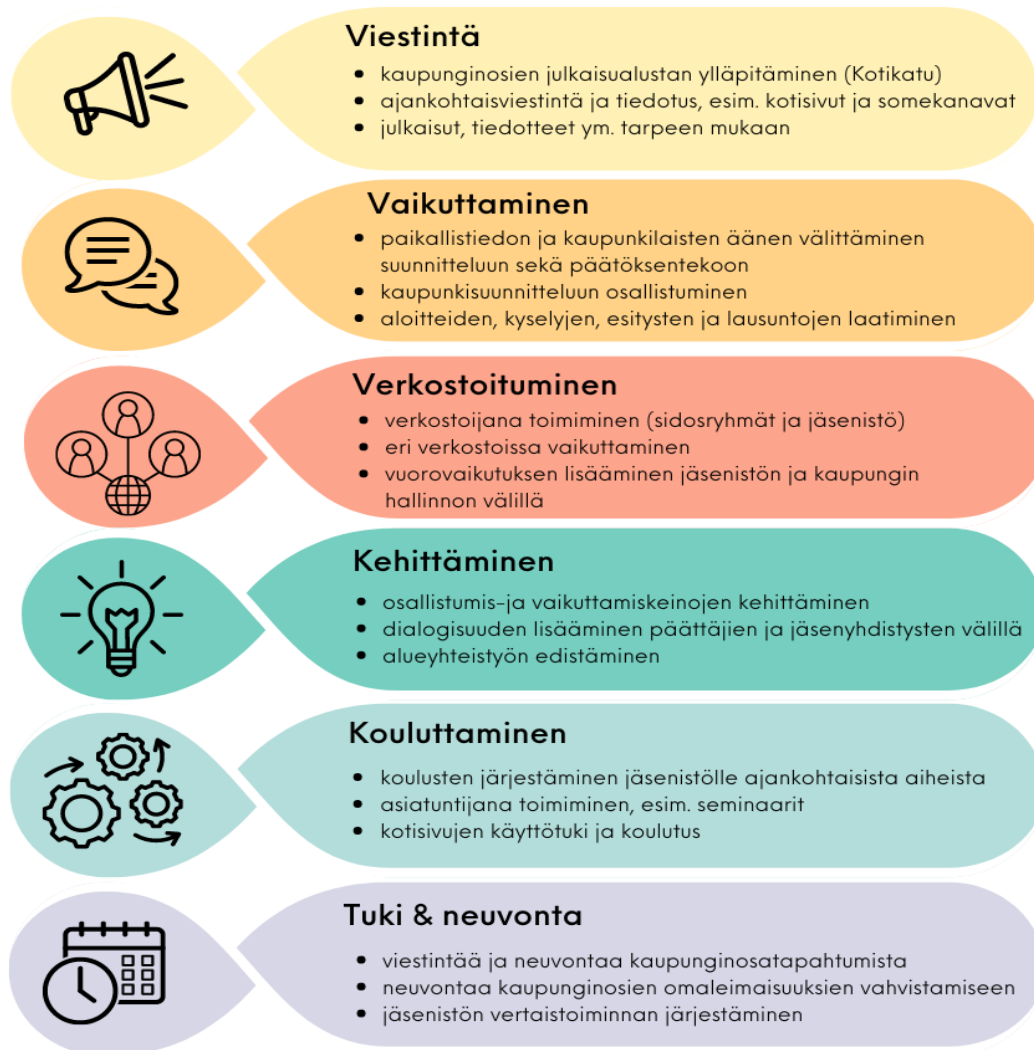 Viestintä
• kaupunginosien julkaisualustan ylläpitäminen (Kotikatu)
• ajankohtaisviestintä ja tiedotus, esim. kotisivut ja somekanavat
• julkaisut, tiedotteet ym. tarpeen mukaan
Vaikuttaminen
• paikallistiedon ja kaupunkilaisten äänen välittäminen
suunnitteluun sekä päätöksentekoon
• kaupunkisuunnitteluun osallistuminen
• aloitteiden, kyselyjen, esitysten ja lausuntojen laatiminen
Verkostoituminen
• verkostoijana toimiminen (sidosryhmät ja jäsenistö)
• eri verkostoissa vaikuttaminen
• vuorovaikutuksen lisääminen jäsenistön ja kaupungin
hallinnon välillä
Kehittäminen
• osallistumis-ja vaikuttamiskeinojen kehittäminen
• dialogisuuden lisääminen päättäjien ja jäsenyhdistysten välillä
• alueyhteistyön edistäminen
Kouluttaminen
• koulusten järjestäminen jäsenistölle ajankohtaisista aiheista
• asiatuntijana toimiminen, esim. seminaarit
• kotisivujen käyttötuki ja koulutus
Tuki & neuvonta
• viestintää ja neuvontaa kaupunginosatapahtumista
• neuvontaa kaupunginosien omaleimaisuuksien vahvistamiseen
• jäsenistön vertaistoiminnan järjestäminen